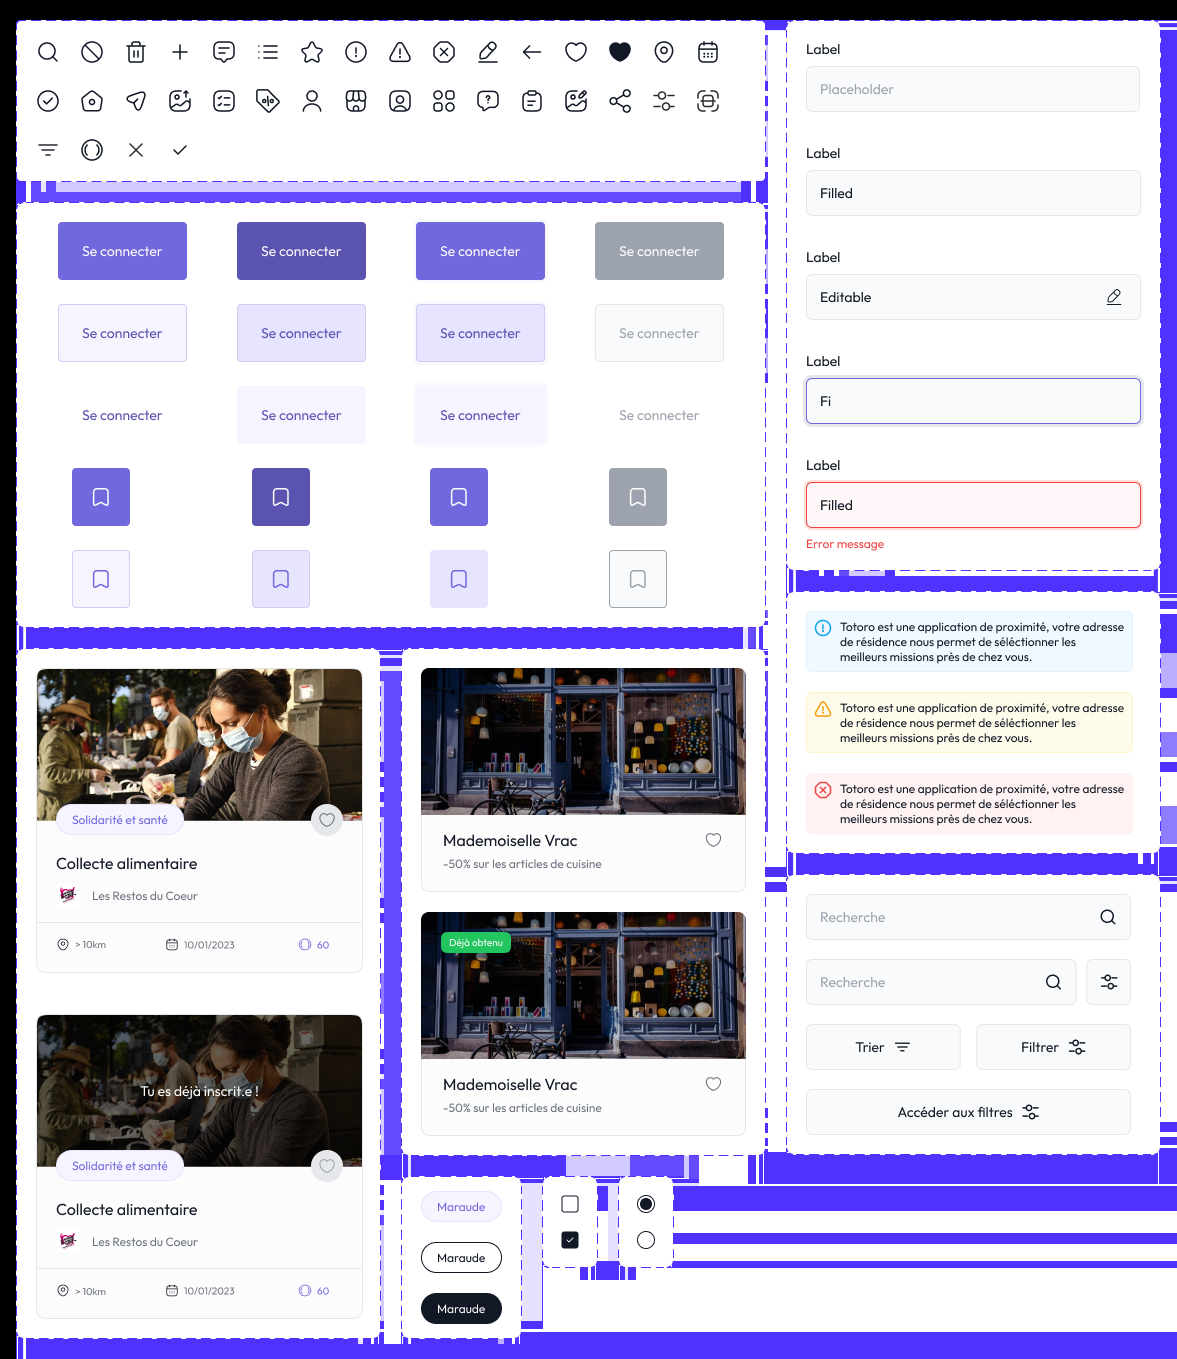 Se connecter
Se connecter
Se connecter
Se connecter
Se connecter
Se connecter
Se connecter
Se connecter
Se connecter
Se connecter
Se connecter
Se connecter
Solidarité et santé
Collecte alimentaire
Les Restos du Coeur
> 10km
10/01/2023
60
Tu es déjà inscrit.e !
Solidarité et santé
Collecte alimentaire
Les Restos du Coeur
> 10km
10/01/2023
60
Mademoiselle Vrac
-50% sur les articles de cuisine
Déjà obtenu
Mademoiselle Vrac
-50% sur les articles de cuisine
Maraude
Maraude
Maraude
Label
Placeholder
Label
Filled
Label
Editable
Label
Fi
Label
Filled
Error message
Totoro est une application de proximité, votre adresse
de résidence nous permet de séléctionner les
meilleurs missions près de chez vous.
Totoro est une application de proximité, votre adresse
de résidence nous permet de séléctionner les
meilleurs missions près de chez vous.
Totoro est une application de proximité, votre adresse
de résidence nous permet de séléctionner les
meilleurs missions près de chez vous.
Recherche
Recherche
Trier
Filtrer
Accéder aux filtres